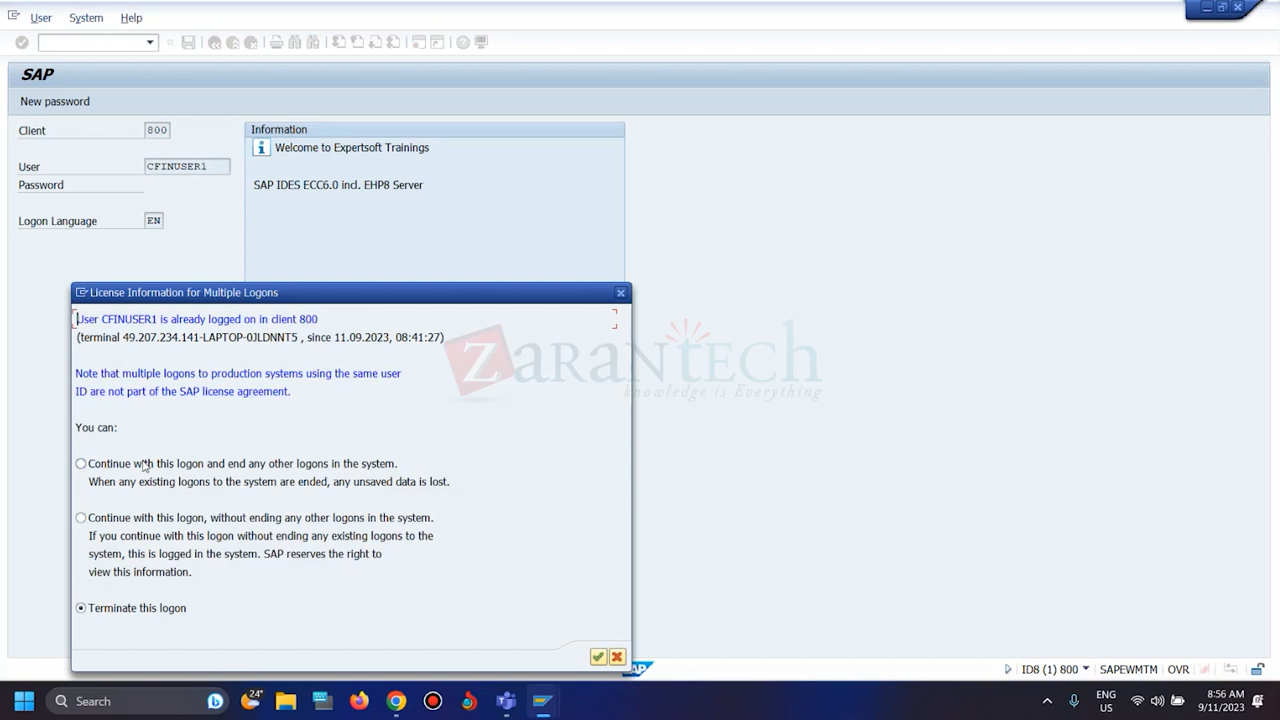 User System Help
SAP
New password
Client 800
User CFINUSER1
Password
Logon Language EN
Information
Welcome to Expertsoft Trainings
SAP IDES ECC6.0 incl. EHP8 Server
License Information for Multiple Logons
User CFINUSER1 is already logged on in client 800
(terminal 49.207.234.141-LAPTOP-0JLDNNT5 , since 11.09.2023, 08:41:27)
Note that multiple logons to production systems using the same user
ID are not part of the SAP license agreement.
You can:
Continue with this logon and end any other logons in the system.
When any existing logons to the system are ended, any unsaved data is lost.
Continue with this logon, without ending any other logons in the system.
If you continue with this logon without ending any existing logons to the
system, this is logged in the system. SAP reserves the right to
view this information.
Terminate this logon
ZaranTech
knowledge is Everything
SAP
ID8 (1) 800 SAPEWMTM OVR
Search
24°
ENG
US
8:56 AM
9/11/2023